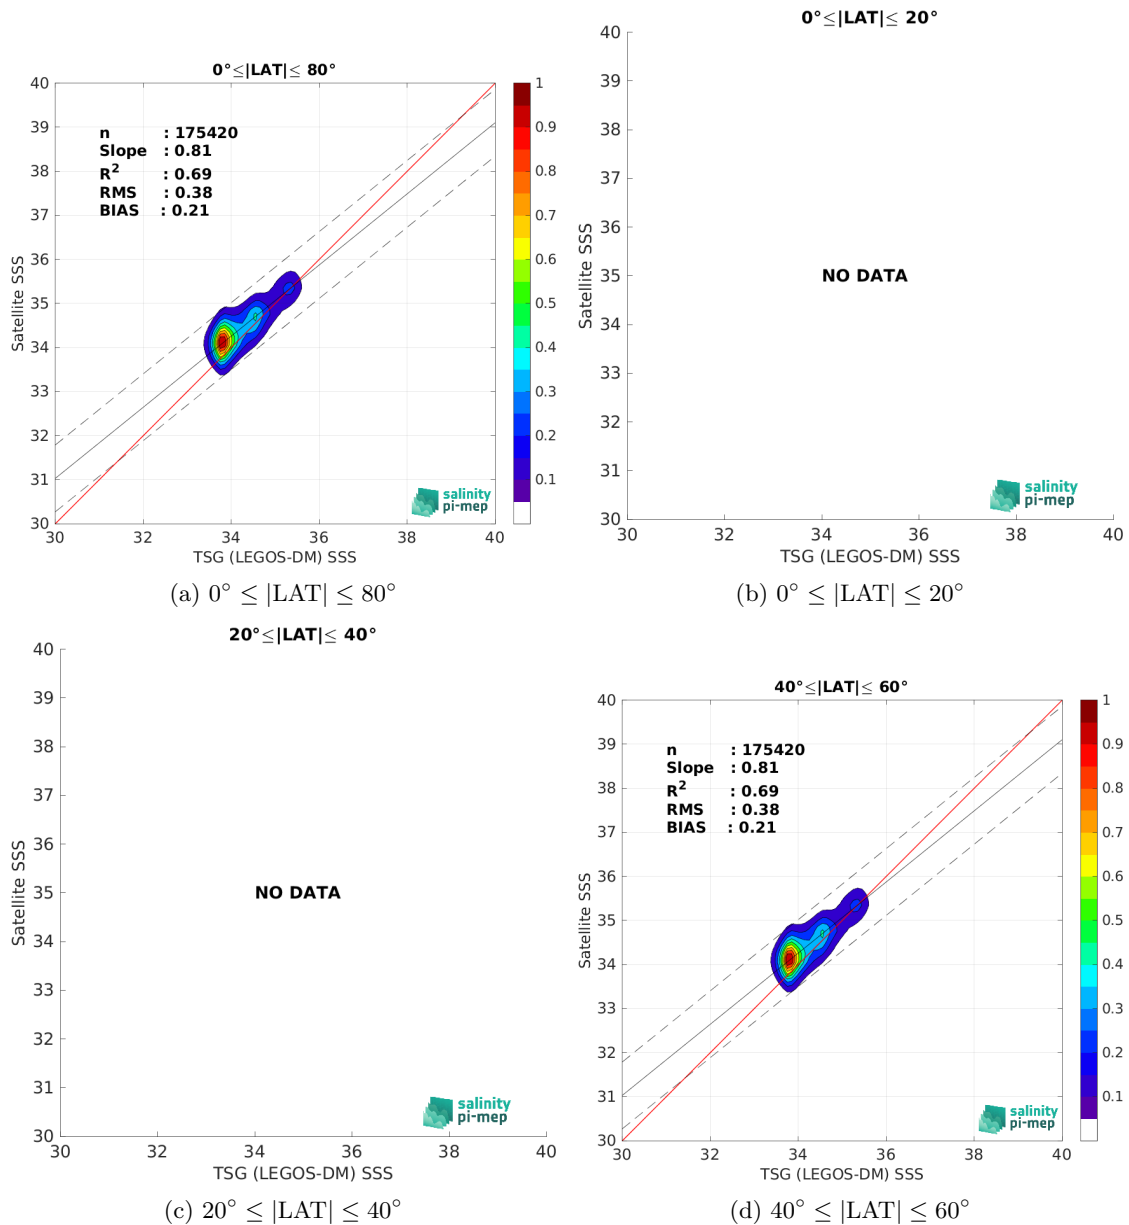 0°≤|LAT|≤ 80°
40
39
38
37
36
35
34
33
32
31
30
30 32 34 36 38 40
Satellite SSS
TSG (LEGOS-DM) SSS
n : 175420
Slope : 0.81
R² : 0.69
RMS : 0.38
BIAS : 0.21
1
0.9
0.8
0.7
0.6
0.5
0.4
0.3
0.2
0.1
salinity
pi-mep
(a) 0° ≤ |LAT| ≤ 80°
0°≤|LAT|≤ 20°
40
39
38
37
36
35
34
33
32
31
30
30 32 34 36 38 40
Satellite SSS
TSG (LEGOS-DM) SSS
NO DATA
salinity
pi-mep
(b) 0° ≤ |LAT| ≤ 20°
20°≤|LAT|≤ 40°
40
39
38
37
36
35
34
33
32
31
30
30 32 34 36 38 40
Satellite SSS
TSG (LEGOS-DM) SSS
NO DATA
salinity
pi-mep
(c) 20° ≤ |LAT| ≤ 40°
40°≤|LAT|≤ 60°
40
39
38
37
36
35
34
33
32
31
30
30 32 34 36 38 40
Satellite SSS
TSG (LEGOS-DM) SSS
n : 175420
Slope : 0.81
R² : 0.69
RMS : 0.38
BIAS : 0.21
1
0.9
0.8
0.7
0.6
0.5
0.4
0.3
0.2
0.1
salinity
pi-mep
(d) 40° ≤ |LAT| ≤ 60°